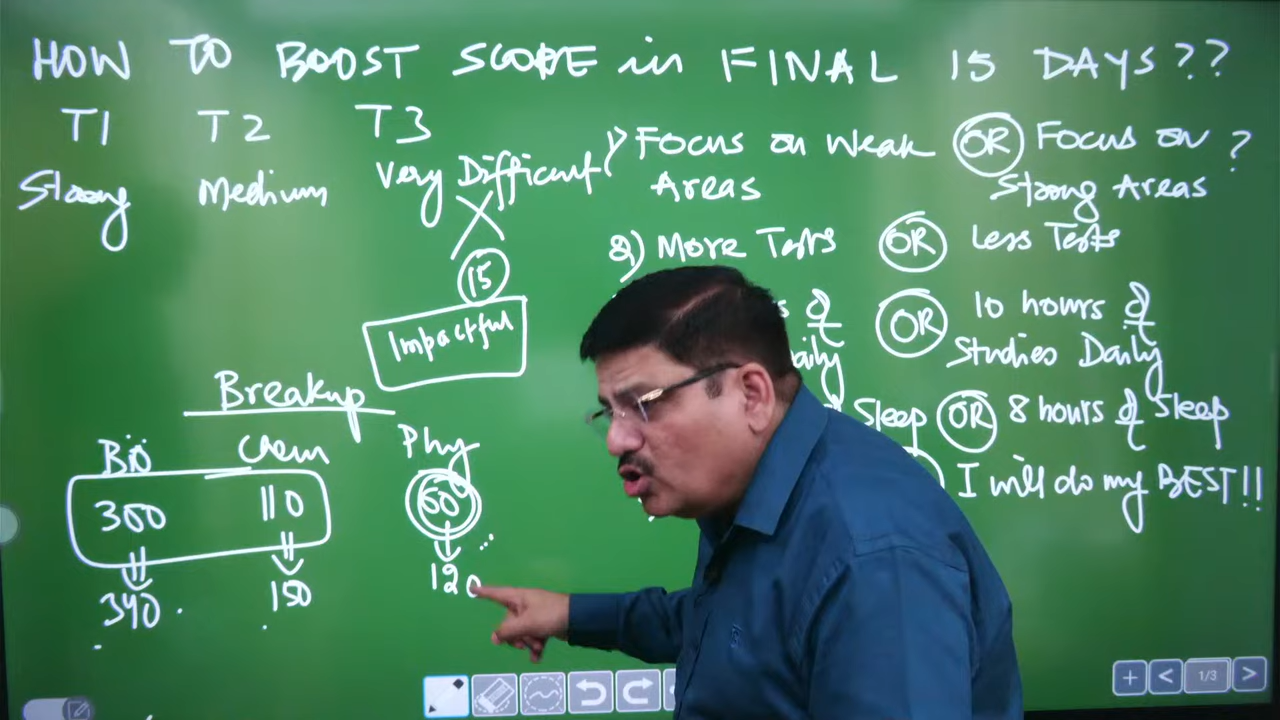 HOW TO BOOST SCORE in FINAL 15 DAYS??
T1 T2 T3
Strong Medium Very Difficult
15
Impactful
Breakup
Bio Chem Phy
300 110 60
340 150 120
1) Focus on Weak Areas OR Focus on Strong Areas ?
2) More Tests OR Less Tests
of OR 10 hours of
Studies Daily
Sleep OR 8 hours of Sleep
I will do my BEST!!
1/3